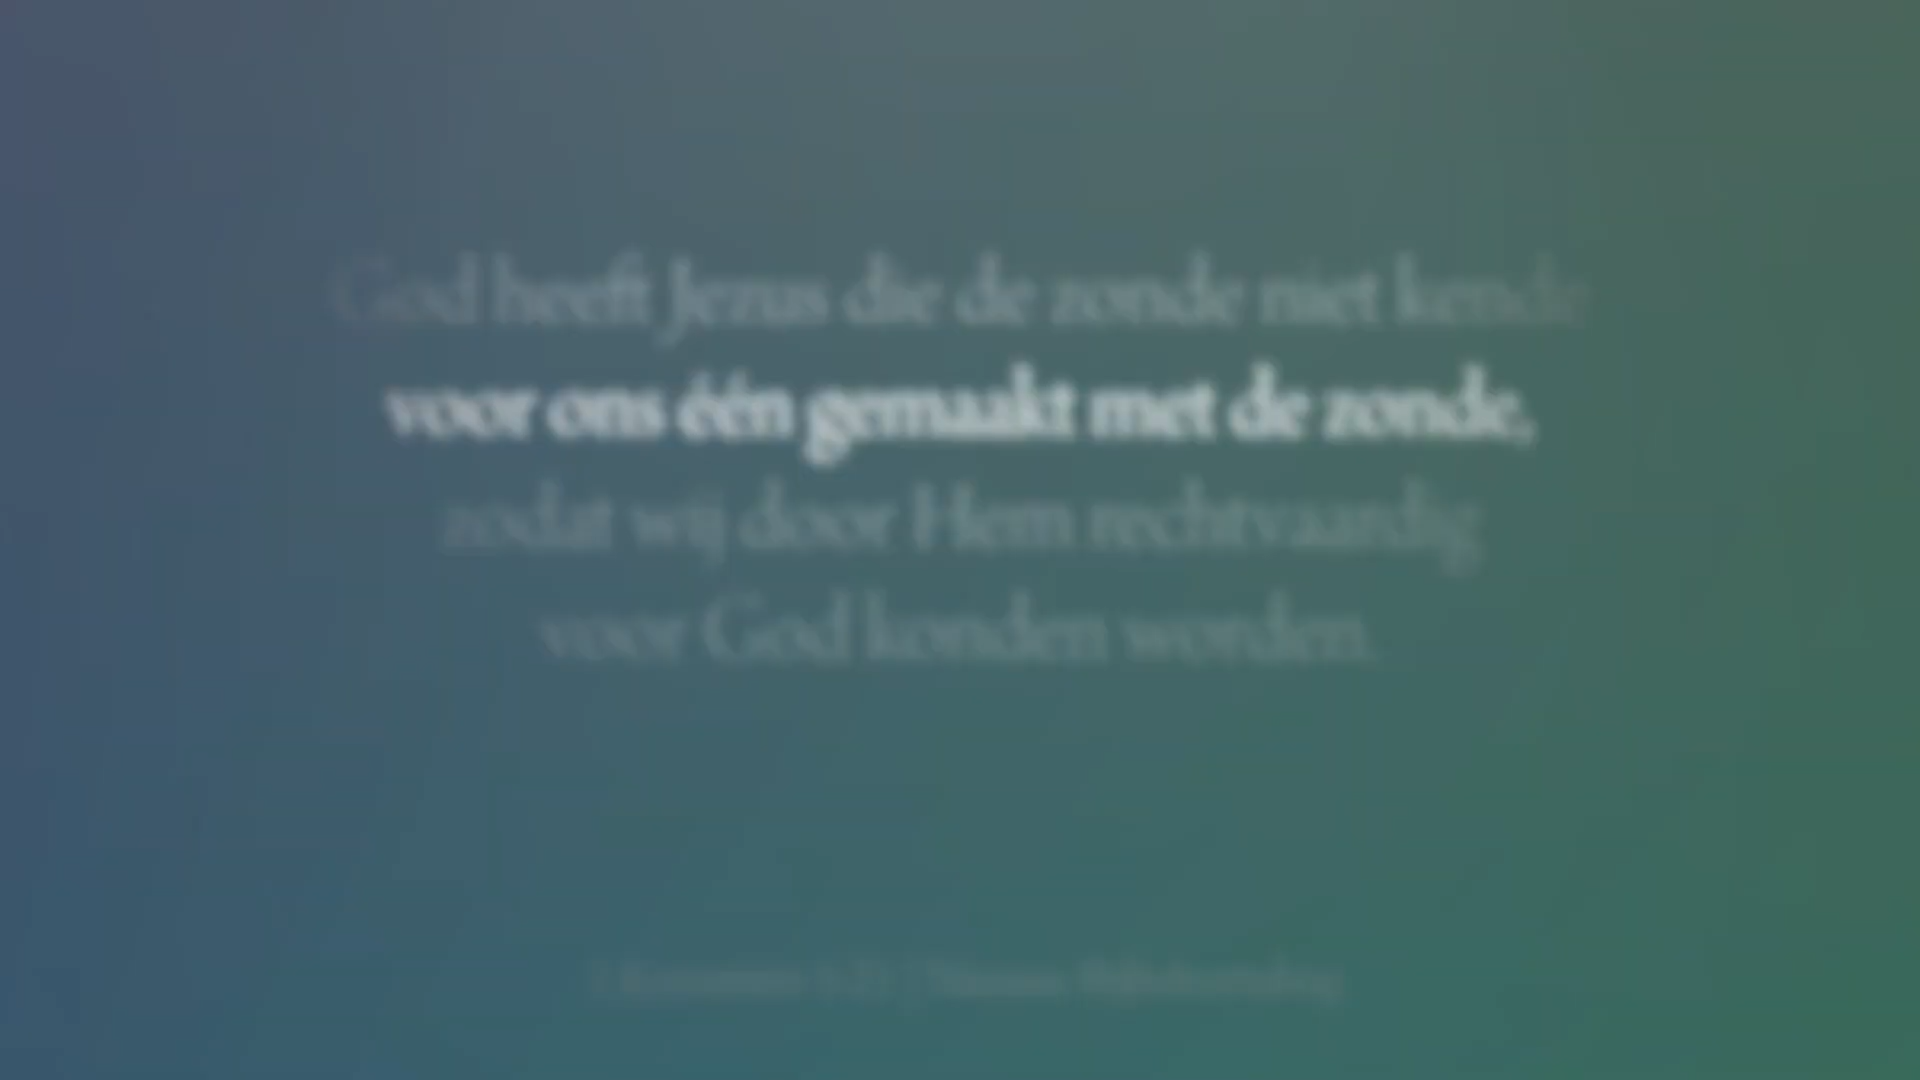 God heeft Jezus die de zonde niet kende
voor ons één gemaakt met de zonde,
zodat wij door Hem rechtvaardig
voor God konden worden.